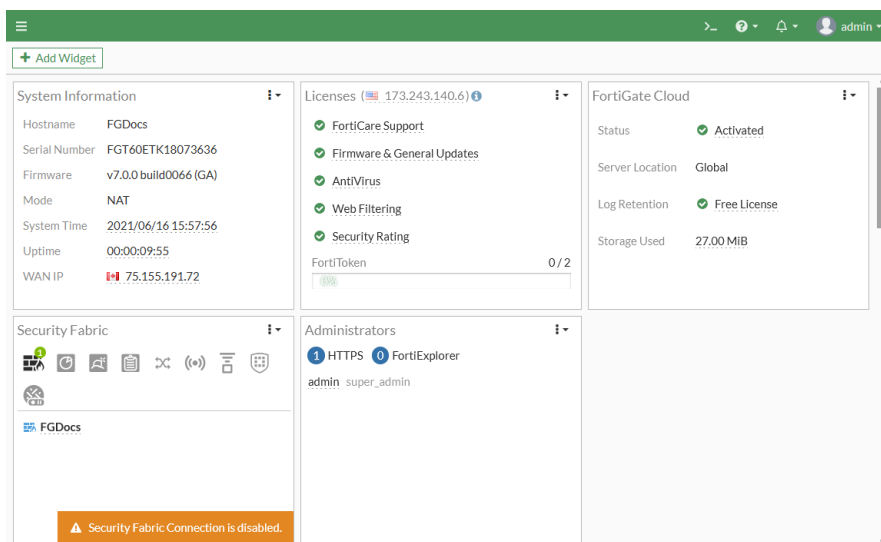 >_ admin
Add Widget
System Information
Hostname FGDocs
Serial Number FGT60ETK18073636
Firmware v7.0.0 build0066 (GA)
Mode NAT
System Time 2021/06/16 15:57:56
Uptime 00:00:09:55
WAN IP 75.155.191.72
Licenses (173.243.140.6)
FortiCare Support
Firmware & General Updates
AntiVirus
Web Filtering
Security Rating
FortiToken 0 / 2
0%
FortiGate Cloud
Status Activated
Server Location Global
Log Retention Free License
Storage Used 27.00 MiB
Security Fabric
1
FGDocs
Security Fabric Connection is disabled.
Administrators
1 HTTPS 0 FortiExplorer
admin super_admin